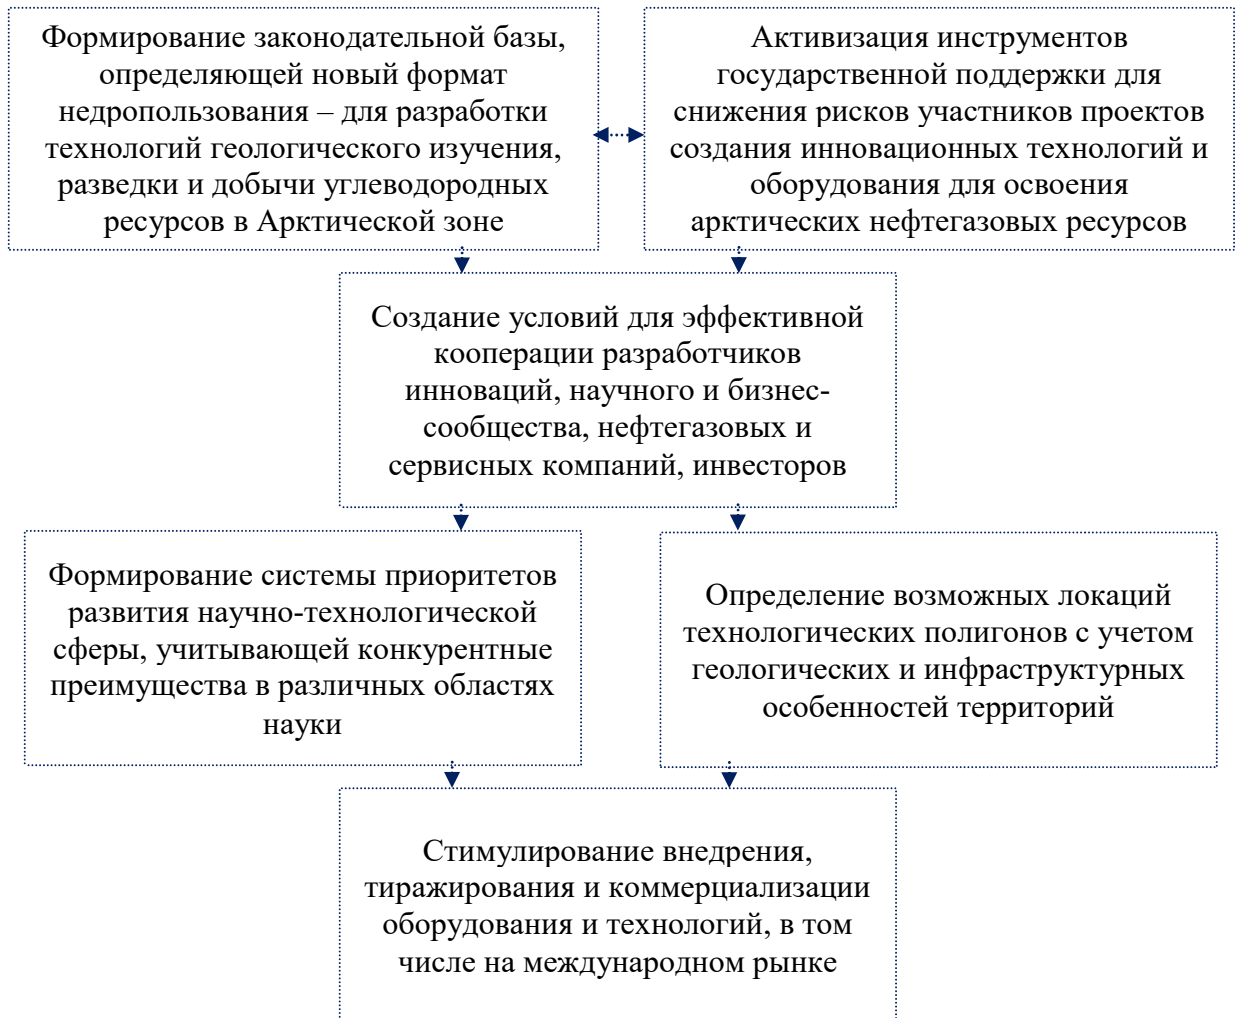 Формирование законодательной базы,
определяющей новый формат
недропользования – для разработки
технологий геологического изучения,
разведки и добычи углеводородных
ресурсов в Арктической зоне
Активизация инструментов
государственной поддержки для
снижения рисков участников проектов
создания инновационных технологий и
оборудования для освоения
арктических нефтегазовых ресурсов
Создание условий для эффективной
кооперации разработчиков
инноваций, научного и бизнес-
сообщества, нефтегазовых и
сервисных компаний, инвесторов
Формирование системы приоритетов
развития научно-технологической
сферы, учитывающей конкурентные
преимущества в различных областях
науки
Определение возможных локаций
технологических полигонов с учетом
геологических и инфраструктурных
особенностей территорий
Стимулирование внедрения,
тиражирования и коммерциализации
оборудования и технологий, в том
числе на международном рынке